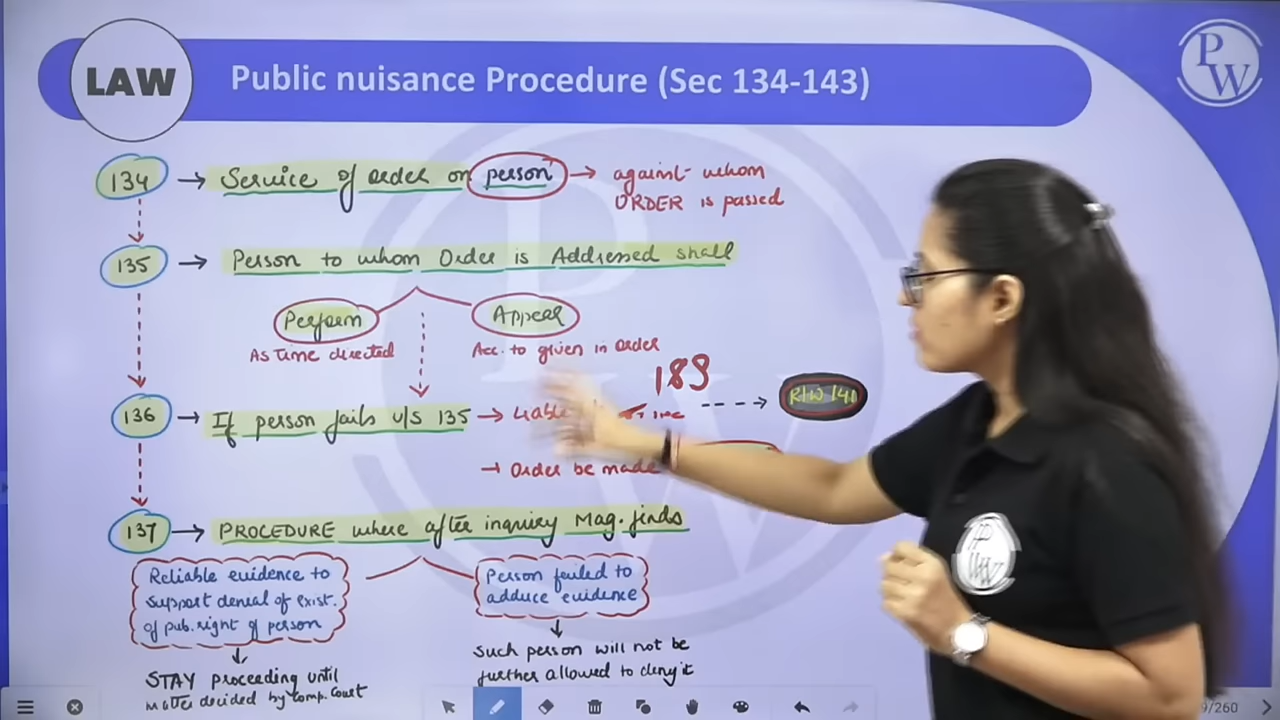 LAW
Public nuisance Procedure (Sec 134-143)
PW
134 → Service of order on person → against whom
ORDER is passed
135 → Person to whom Order is Addressed shall
Perform
Appeal
As time directed
Acc. to given in order
189
136 → If person fails u/s 135 → Liable
R/W 141
→ Order be made
137 → PROCEDURE where after inquiry Mag. finds
Reliable evidence to
support denial of exist.
of pub. right of person
Person failed to
adduce evidence
STAY proceeding until
matter decided by Comp. Court
Such person will not be
further allowed to deny it
PW
9/260